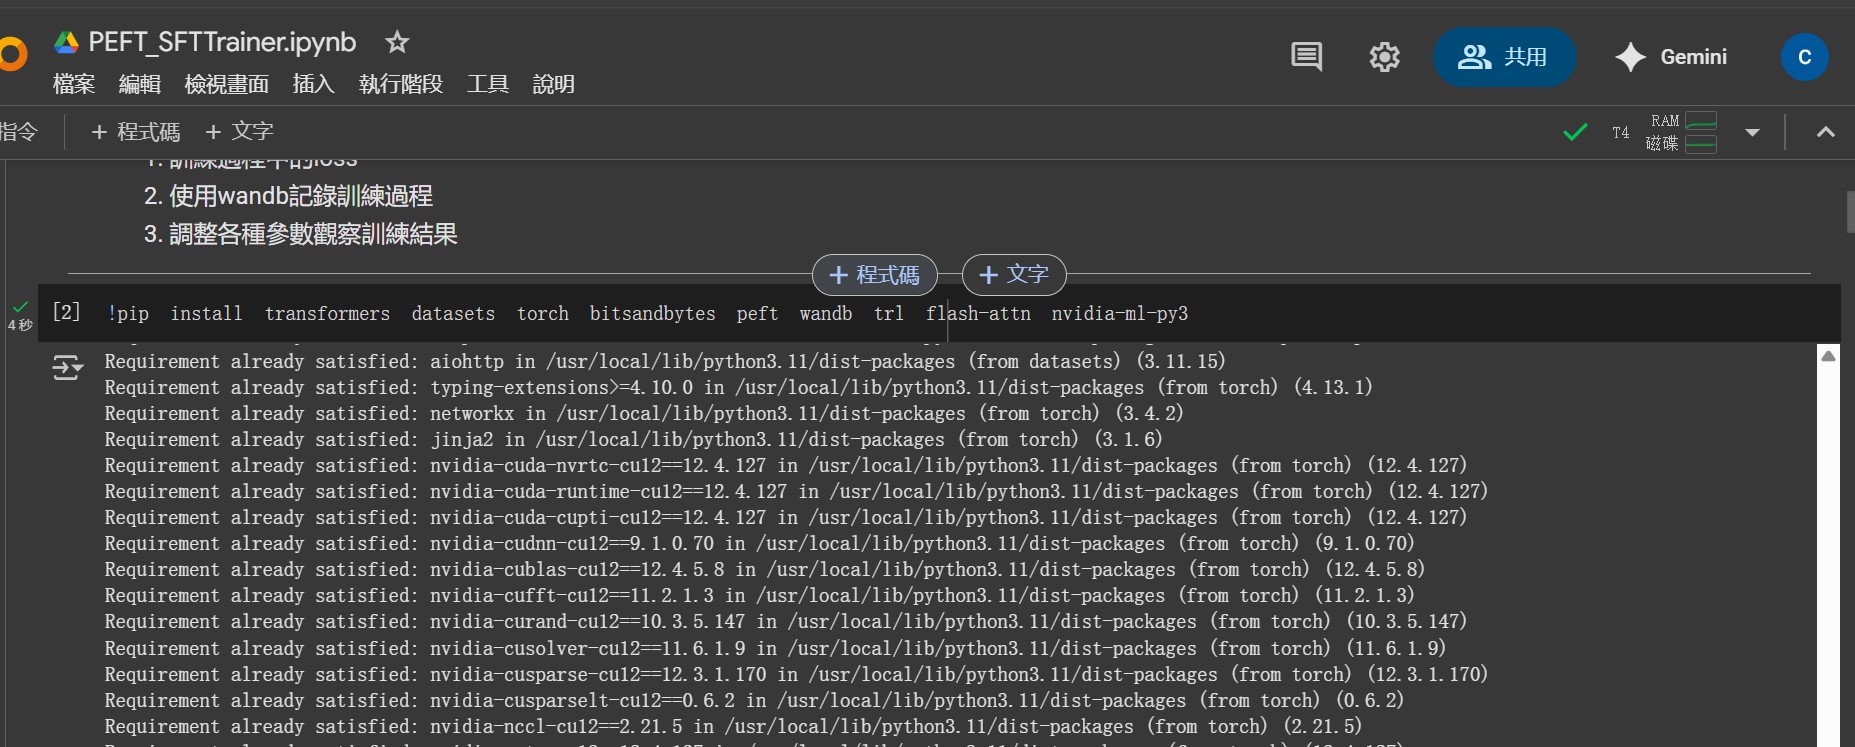 PEFT_SFTTrainer.ipynb
共用
Gemini
C
檔案 編輯 檢視畫面 插入 執行階段 工具 說明
指令
+ 程式碼 + 文字
T4
RAM
磁碟
1. 訓練過程中的loss
2. 使用wandb記錄訓練過程
3. 調整各種參數觀察訓練結果
+ 程式碼
+ 文字
4 秒
[2] !pip install transformers datasets torch bitsandbytes peft wandb trl flash-attn nvidia-ml-py3
Requirement already satisfied: aiohttp in /usr/local/lib/python3.11/dist-packages (from datasets) (3.11.15)
Requirement already satisfied: typing-extensions>=4.10.0 in /usr/local/lib/python3.11/dist-packages (from torch) (4.13.1)
Requirement already satisfied: networkx in /usr/local/lib/python3.11/dist-packages (from torch) (3.4.2)
Requirement already satisfied: jinja2 in /usr/local/lib/python3.11/dist-packages (from torch) (3.1.6)
Requirement already satisfied: nvidia-cuda-nvrtc-cu12==12.4.127 in /usr/local/lib/python3.11/dist-packages (from torch) (12.4.127)
Requirement already satisfied: nvidia-cuda-runtime-cu12==12.4.127 in /usr/local/lib/python3.11/dist-packages (from torch) (12.4.127)
Requirement already satisfied: nvidia-cuda-cupti-cu12==12.4.127 in /usr/local/lib/python3.11/dist-packages (from torch) (12.4.127)
Requirement already satisfied: nvidia-cudnn-cu12==9.1.0.70 in /usr/local/lib/python3.11/dist-packages (from torch) (9.1.0.70)
Requirement already satisfied: nvidia-cublas-cu12==12.4.5.8 in /usr/local/lib/python3.11/dist-packages (from torch) (12.4.5.8)
Requirement already satisfied: nvidia-cufft-cu12==11.2.1.3 in /usr/local/lib/python3.11/dist-packages (from torch) (11.2.1.3)
Requirement already satisfied: nvidia-curand-cu12==10.3.5.147 in /usr/local/lib/python3.11/dist-packages (from torch) (10.3.5.147)
Requirement already satisfied: nvidia-cusolver-cu12==11.6.1.9 in /usr/local/lib/python3.11/dist-packages (from torch) (11.6.1.9)
Requirement already satisfied: nvidia-cusparse-cu12==12.3.1.170 in /usr/local/lib/python3.11/dist-packages (from torch) (12.3.1.170)
Requirement already satisfied: nvidia-cusparselt-cu12==0.6.2 in /usr/local/lib/python3.11/dist-packages (from torch) (0.6.2)
Requirement already satisfied: nvidia-nccl-cu12==2.21.5 in /usr/local/lib/python3.11/dist-packages (from torch) (2.21.5)